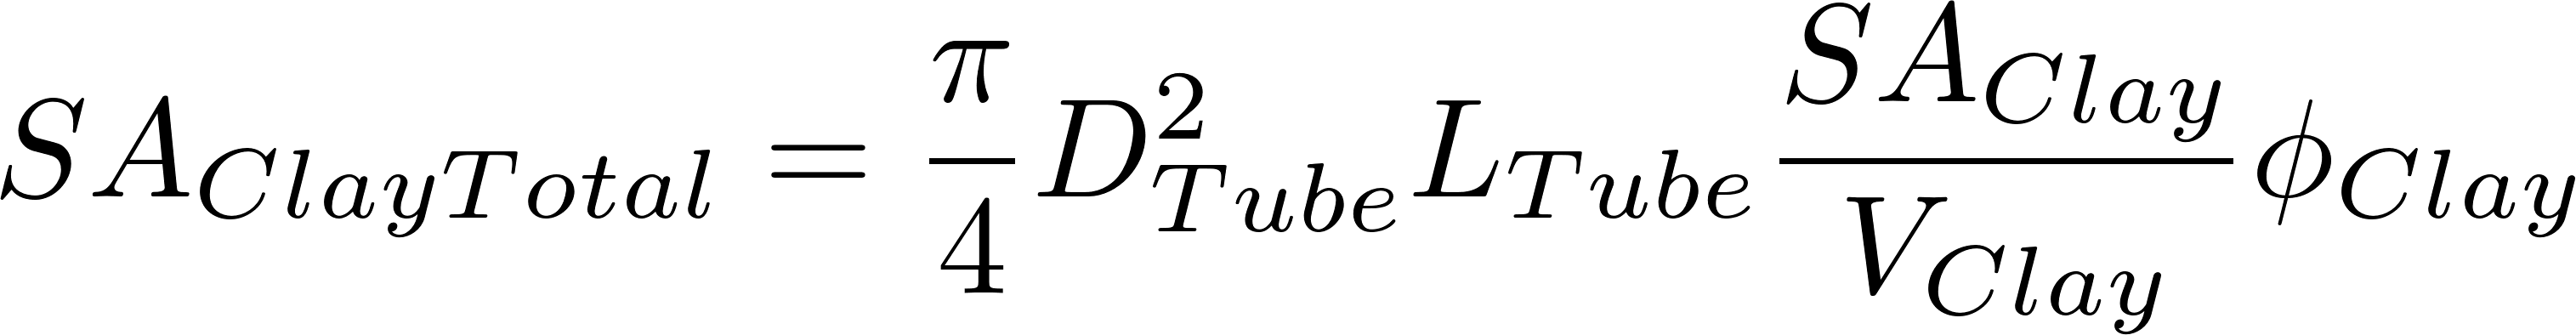 $SA_{ClayTotal} = \frac{\pi}{4} D_{Tube}^{2} L_{Tube} \frac{SA_{Clay}}{V_{Clay}} \phi_{Clay}$